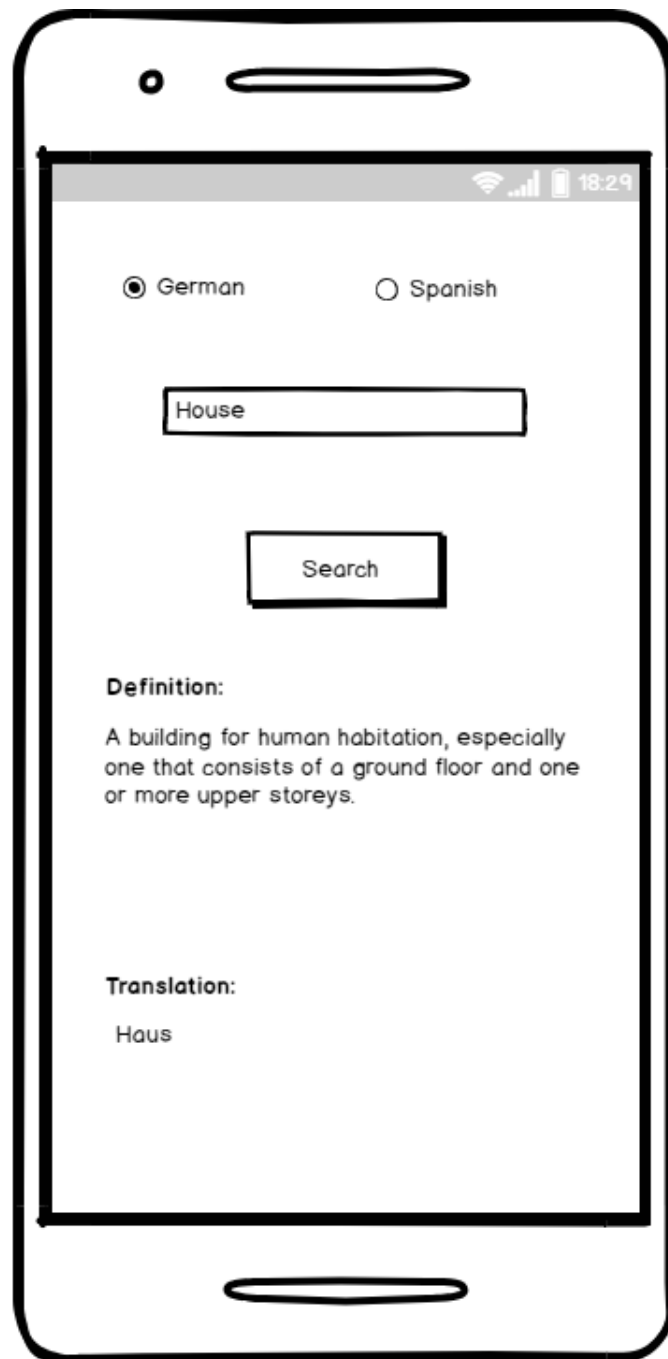 18:29
German Spanish
House
Search
Definition:
A building for human habitation, especially
one that consists of a ground floor and one
or more upper storeys.
Translation:
Haus